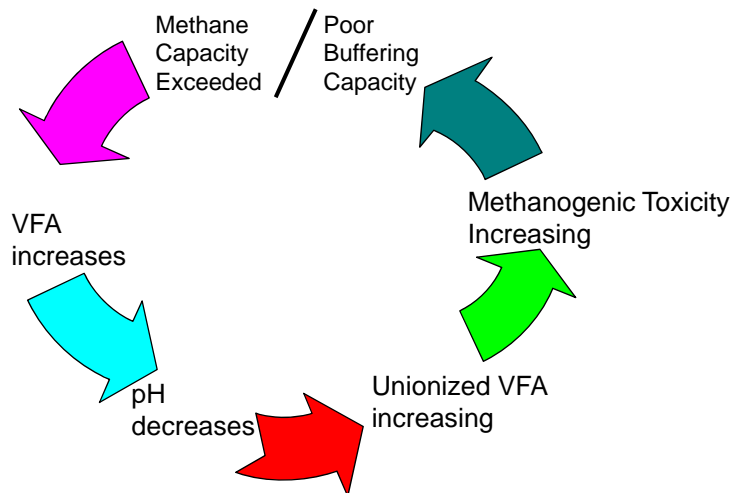 Methane
Capacity
Exceeded
Poor
Buffering
Capacity
VFA
increases
pH
decreases
Unionized VFA
increasing
Methanogenic Toxicity
Increasing